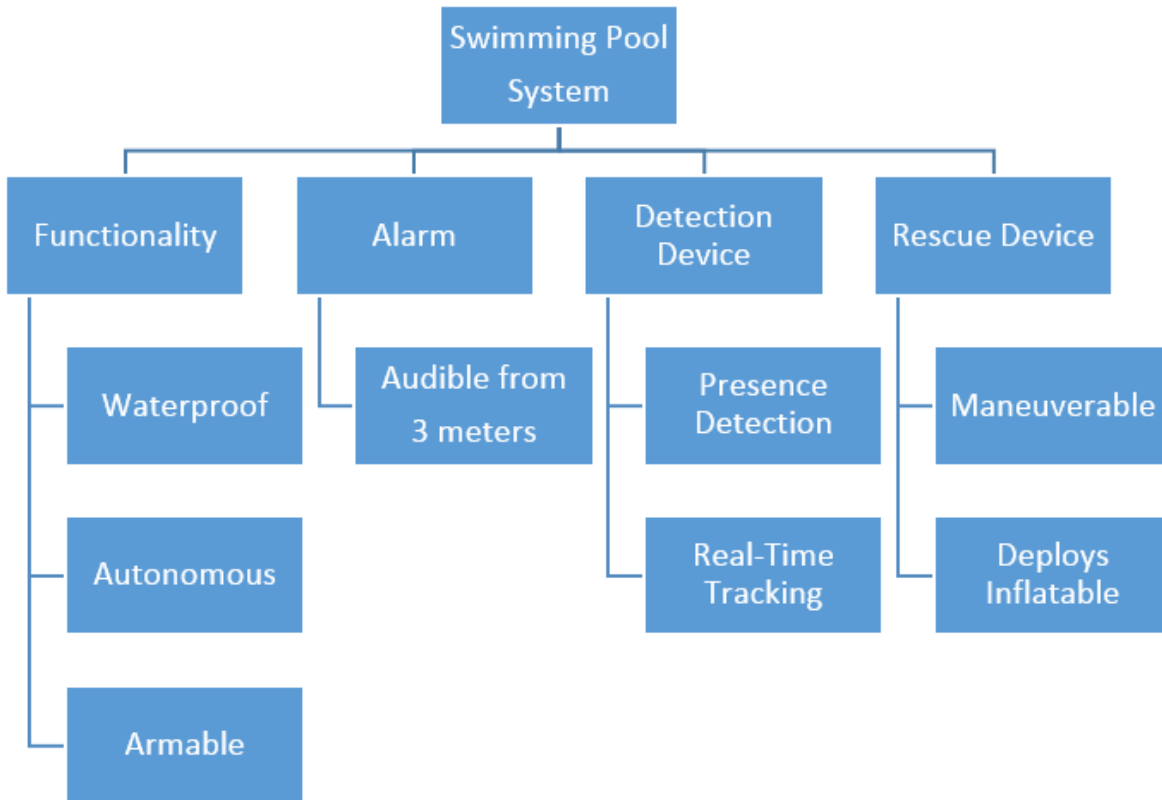 Swimming Pool
System
Functionality
Alarm
Detection
Device
Rescue Device
Waterproof
Audible from
3 meters
Presence
Detection
Maneuverable
Autonomous
Real-Time
Tracking
Deploys
Inflatable
Armable